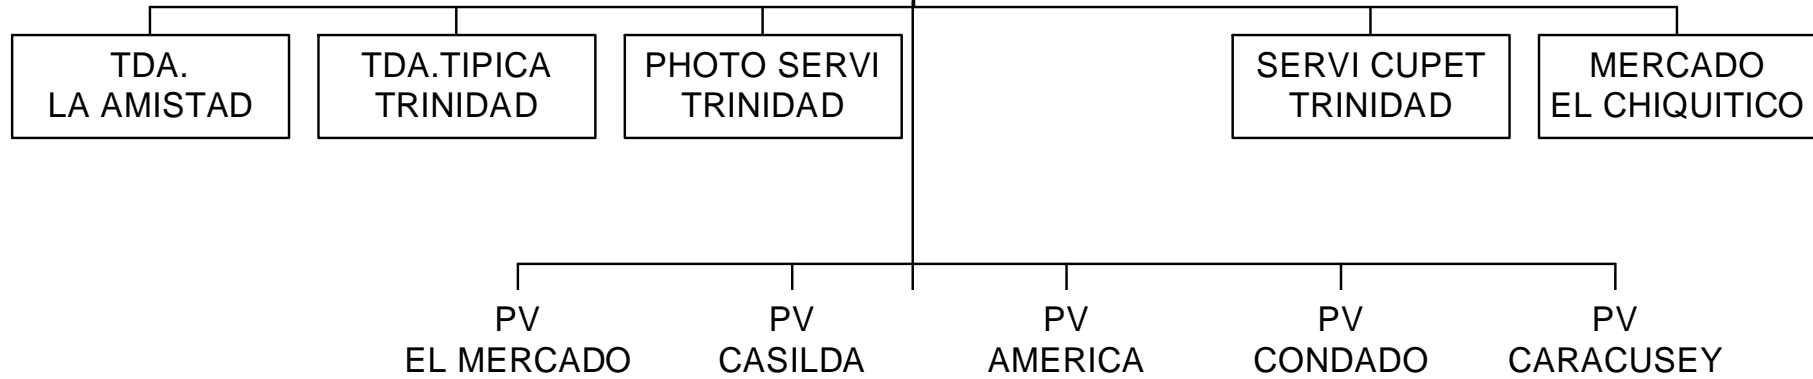 TDA.
LA AMISTAD
TDA.TIPICA
TRINIDAD
PHOTO SERVI
TRINIDAD
SERVI CUPET
TRINIDAD
MERCADO
EL CHIQUITICO
PV
EL MERCADO
PV
CASILDA
PV
AMERICA
PV
CONDADO
PV
CARACUSEY